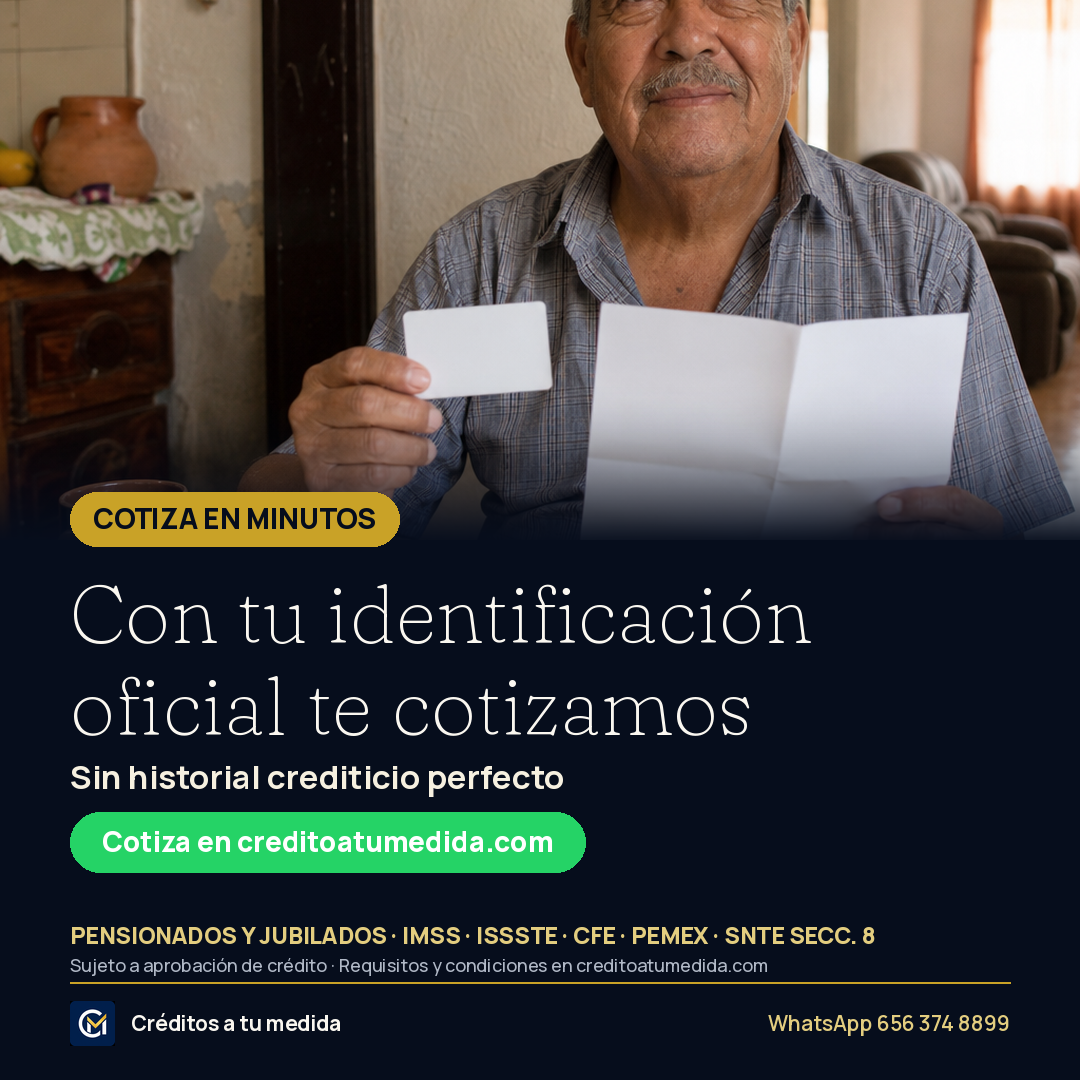 COTIZA EN MINUTOS
Con tu identificación
oficial te cotizamos
Sin historial crediticio perfecto
Cotiza en creditoatumedida.com
PENSIONADOS Y JUBILADOS · IMSS · ISSSTE · CFE · PEMEX · SNTE SECC. 8
Sujeto a aprobación de crédito · Requisitos y condiciones en creditoatumedida.com
Créditos a tu medida
WhatsApp 656 374 8899